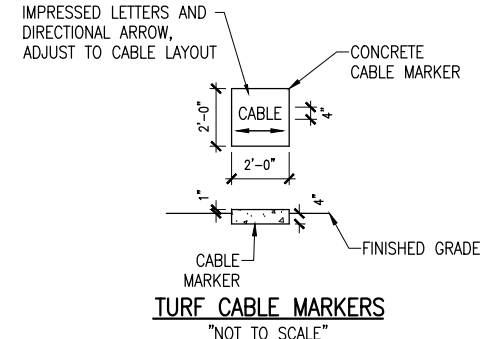 IMPRESSED LETTERS AND
DIRECTIONAL ARROW,
ADJUST TO CABLE LAYOUT
CONCRETE
CABLE MARKER
CABLE
2'-0"
4"
2'-0"
1"
4"
FINISHED GRADE
CABLE
MARKER
TURF CABLE MARKERS
"NOT TO SCALE"